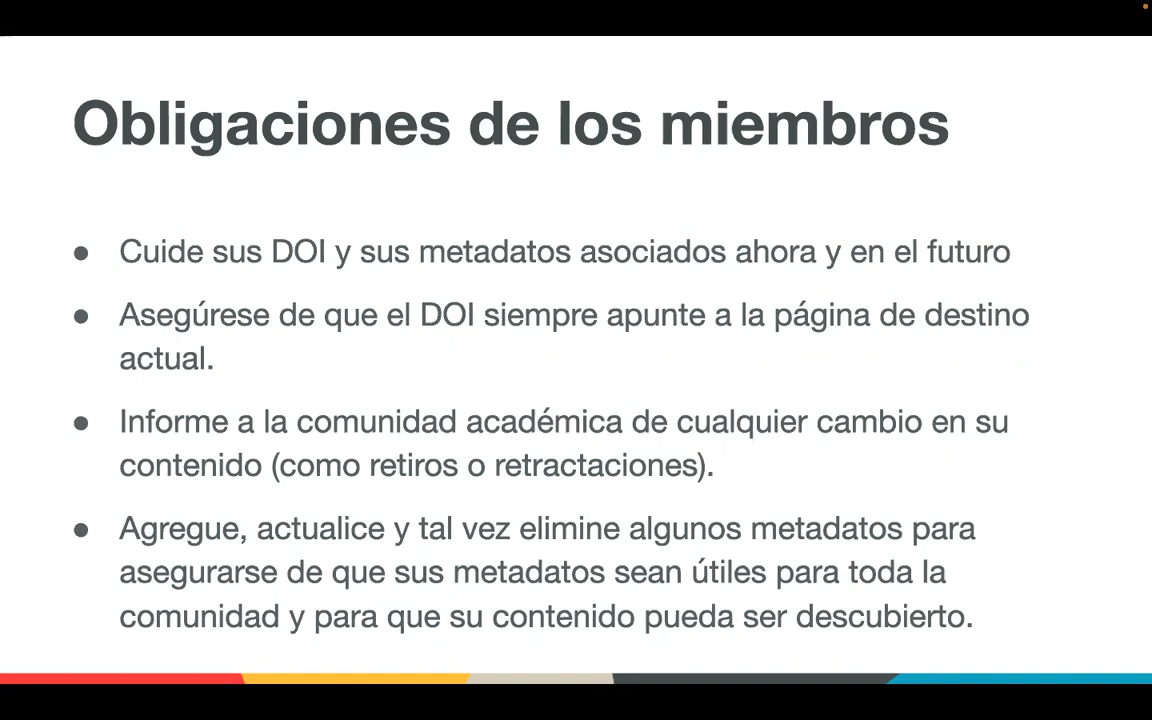 Obligaciones de los miembros
● Cuide sus DOI y sus metadatos asociados ahora y en el futuro
● Asegúrese de que el DOI siempre apunte a la página de destino
actual.
● Informe a la comunidad académica de cualquier cambio en su
contenido (como retiros o retractaciones).
● Agregue, actualice y tal vez elimine algunos metadatos para
asegurarse de que sus metadatos sean útiles para toda la
comunidad y para que su contenido pueda ser descubierto.